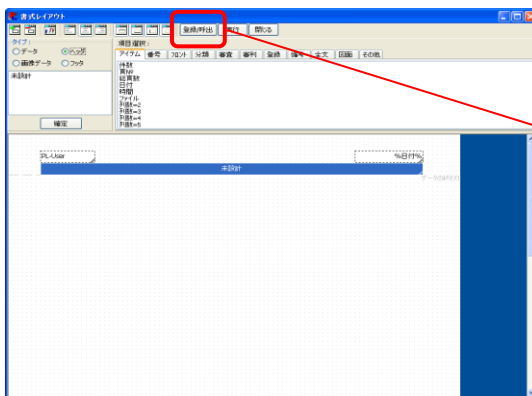 書式レイアウト
登録/呼出
実行
閉じる
タイプ:
データ
ヘッダ
画像データ
フッタ
未設計
確定
項目選択:
アイテム 番号 フロント 分類 審査 審判 登録 備考 全文 図面 その他
件数
頁No
総頁数
日付
時間
ファイル
列数=2
列数=3
列数=4
列数=5
PL-User
%日付%
未設計